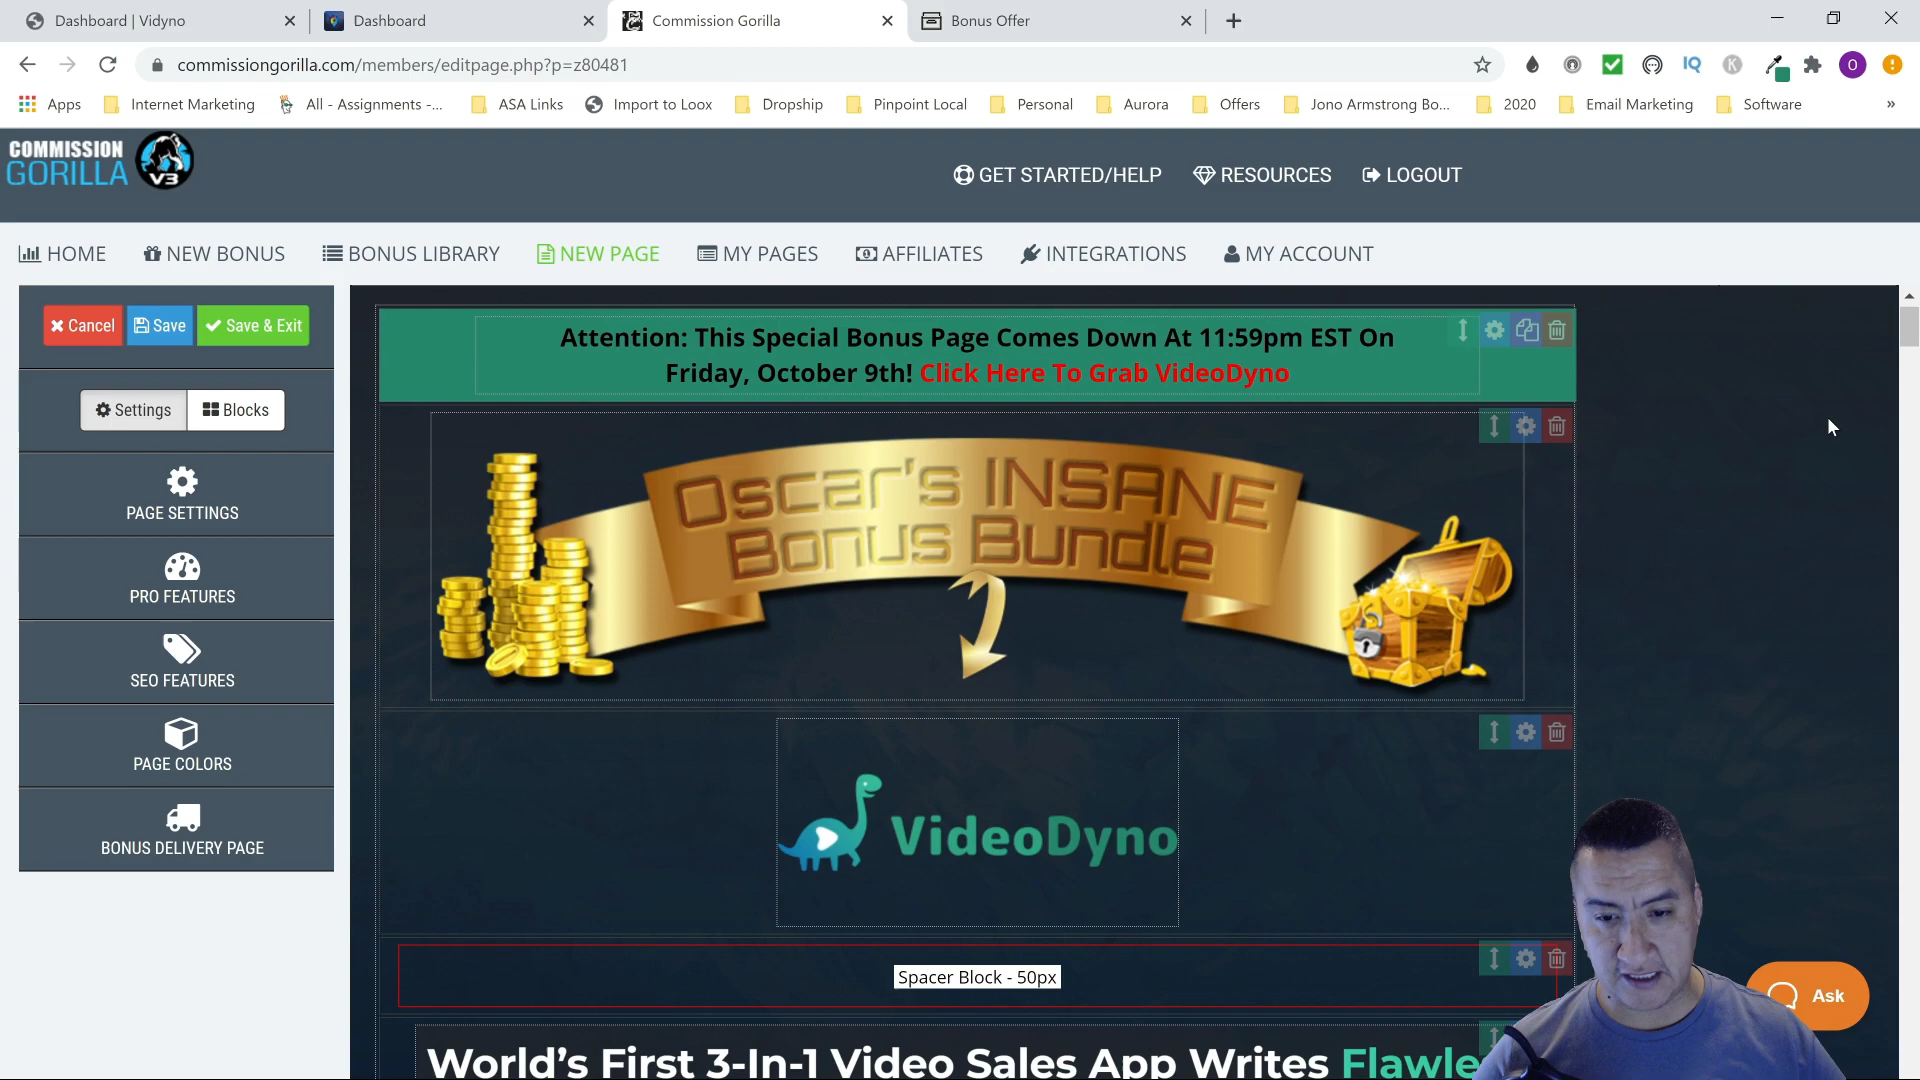 Dashboard | Vidyno
Dashboard
Commission Gorilla
Bonus Offer
commissiongorilla.com/members/editpage.php?p=z80481
IQ
K
O
Apps
Internet Marketing
All - Assignments -...
ASA Links
Import to Loox
Dropship
Pinpoint Local
Personal
Aurora
Offers
Jono Armstrong Bo...
2020
Email Marketing
Software
»
COMMISSION
GORILLA
V3
GET STARTED/HELP
RESOURCES
LOGOUT
HOME
NEW BONUS
BONUS LIBRARY
NEW PAGE
MY PAGES
AFFILIATES
INTEGRATIONS
MY ACCOUNT
Cancel
Save
Save & Exit
Settings
Blocks
PAGE SETTINGS
PRO FEATURES
SEO FEATURES
PAGE COLORS
BONUS DELIVERY PAGE
Attention: This Special Bonus Page Comes Down At 11:59pm EST On
Friday, October 9th! Click Here To Grab VideoDyno
Oscar's INSANE
Bonus Bundle
VideoDyno
Spacer Block - 50px
World's First 3-In-1 Video Sales App Writes Flawle
Ask